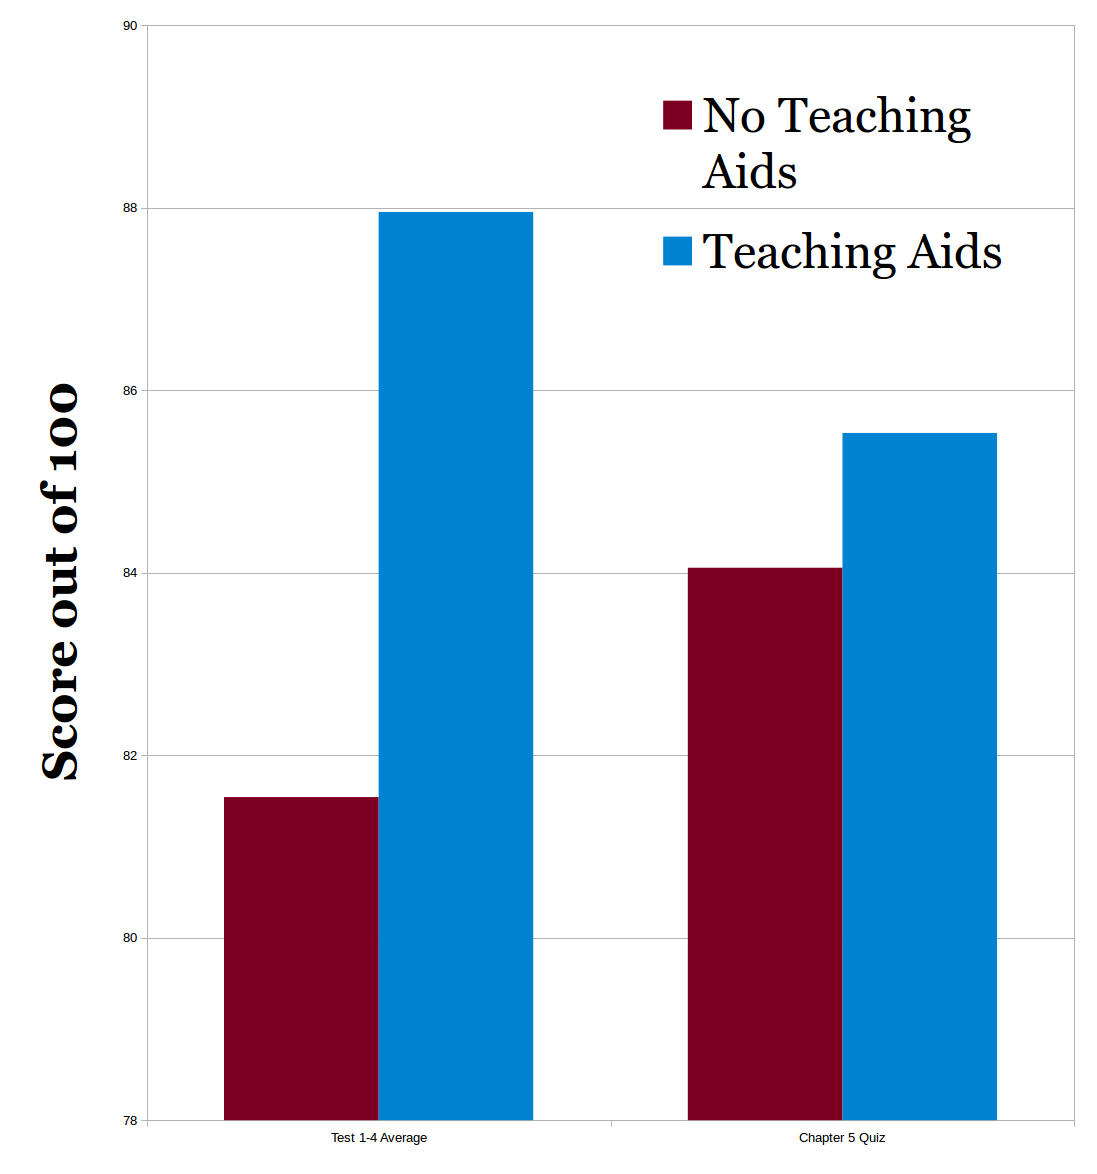 90
88
86
84
82
80
78
Score out of 100
No Teaching
Aids
Teaching Aids
Test 1-4 Average
Chapter 5 Quiz